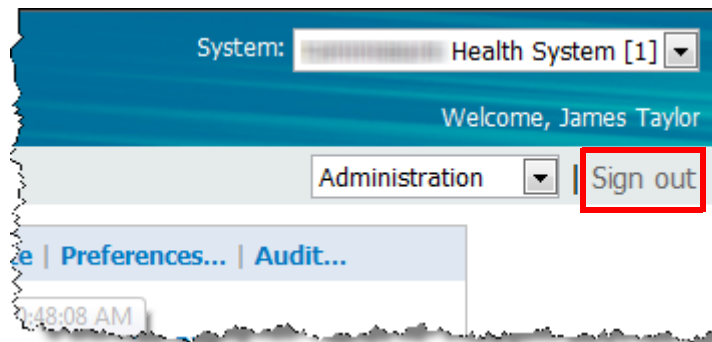 System: Health System [1]
Welcome, James Taylor
Administration | Sign out
e | Preferences... | Audit...
:48:08 AM